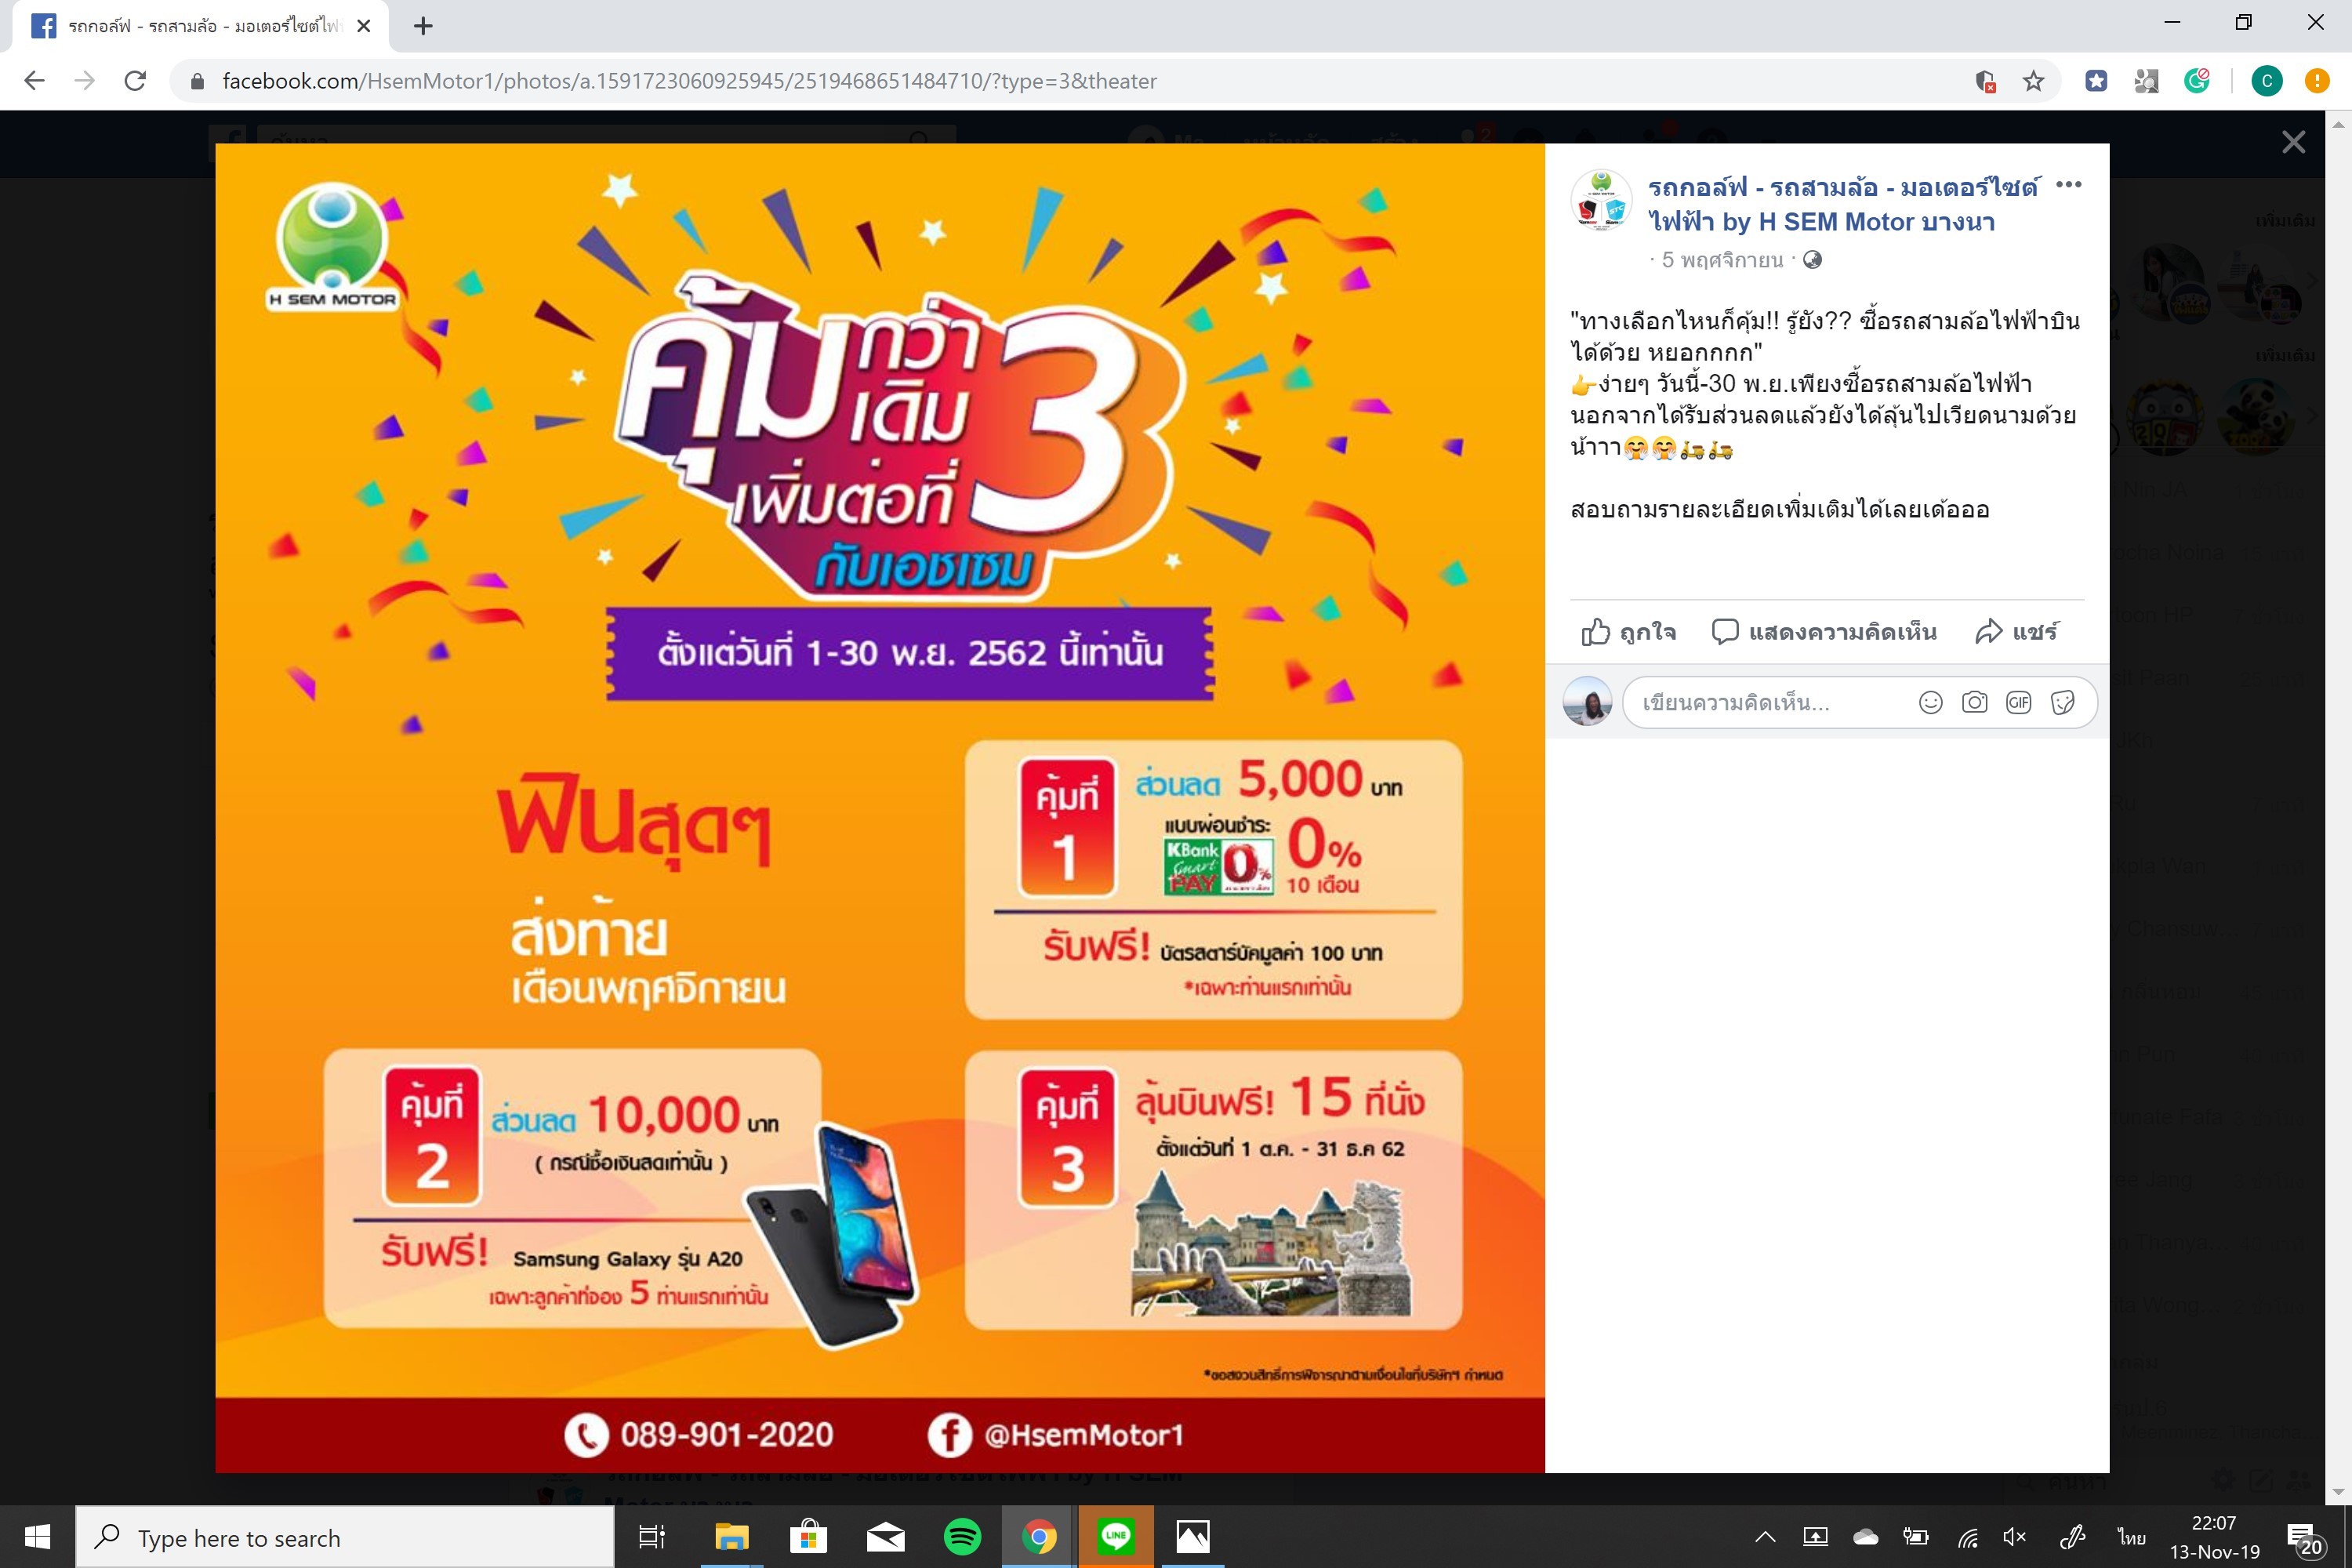 รถกอล์ฟ - รถสามล้อ - มอเตอร์ไซต์ไฟ
facebook.com/HsemMotor1/photos/a.1591723060925945/2519468651484710/?type=3&theater
C
H SEM MOTOR
คุ้มกว่าเดิม
เพิ่มต่อที่ 3
กับเอชเซม
ตั้งแต่วันที่ 1-30 พ.ย. 2562 นี้เท่านั้น
ฟินสุดๆ
ส่งท้าย
เดือนพฤศจิกายน
คุ้มที่ 1
ส่วนลด 5,000 บาท
แบบผ่อนชำระ
KBank Smart PAY 0%
0%
10 เดือน
รับฟรี! บัตรสตาร์บัคมูลค่า 100 บาท
*เฉพาะท่านแรกเท่านั้น
คุ้มที่ 2
ส่วนลด 10,000 บาท
( กรณีซื้อเงินสดเท่านั้น )
รับฟรี! Samsung Galaxy รุ่น A20
เฉพาะลูกค้าที่จอง 5 ท่านแรกเท่านั้น
คุ้มที่ 3
ลุ้นบินฟรี! 15 ที่นั่ง
ตั้งแต่วันที่ 1 ต.ค. - 31 ธ.ค 62
*ขอสงวนสิทธิ์การพิจารณาตามเงื่อนไขที่บริษัทฯ กำหนด
089-901-2020
@HsemMotor1
รถกอล์ฟ - รถสามล้อ - มอเตอร์ไซต์
ไฟฟ้า by H SEM Motor บางนา
· 5 พฤศจิกายน ·
"ทางเลือกไหนก็คุ้ม!! รู้ยัง?? ซื้อรถสามล้อไฟฟ้าบิน
ได้ด้วย หยอกกกก"
👉ง่ายๆ วันนี้-30 พ.ย.เพียงซื้อรถสามล้อไฟฟ้า
นอกจากได้รับส่วนลดแล้วยังได้ลุ้นไปเวียดนามด้วย
น้าาา🤗🤗🛵🛵
สอบถามรายละเอียดเพิ่มเติมได้เลยเด้อออ
ถูกใจ
แสดงความคิดเห็น
แชร์
เขียนความคิดเห็น...
GIF
เพิ่มเติม
เพิ่มเติม
Type here to search
LINE
ไทย
22:07
13-Nov-19
20